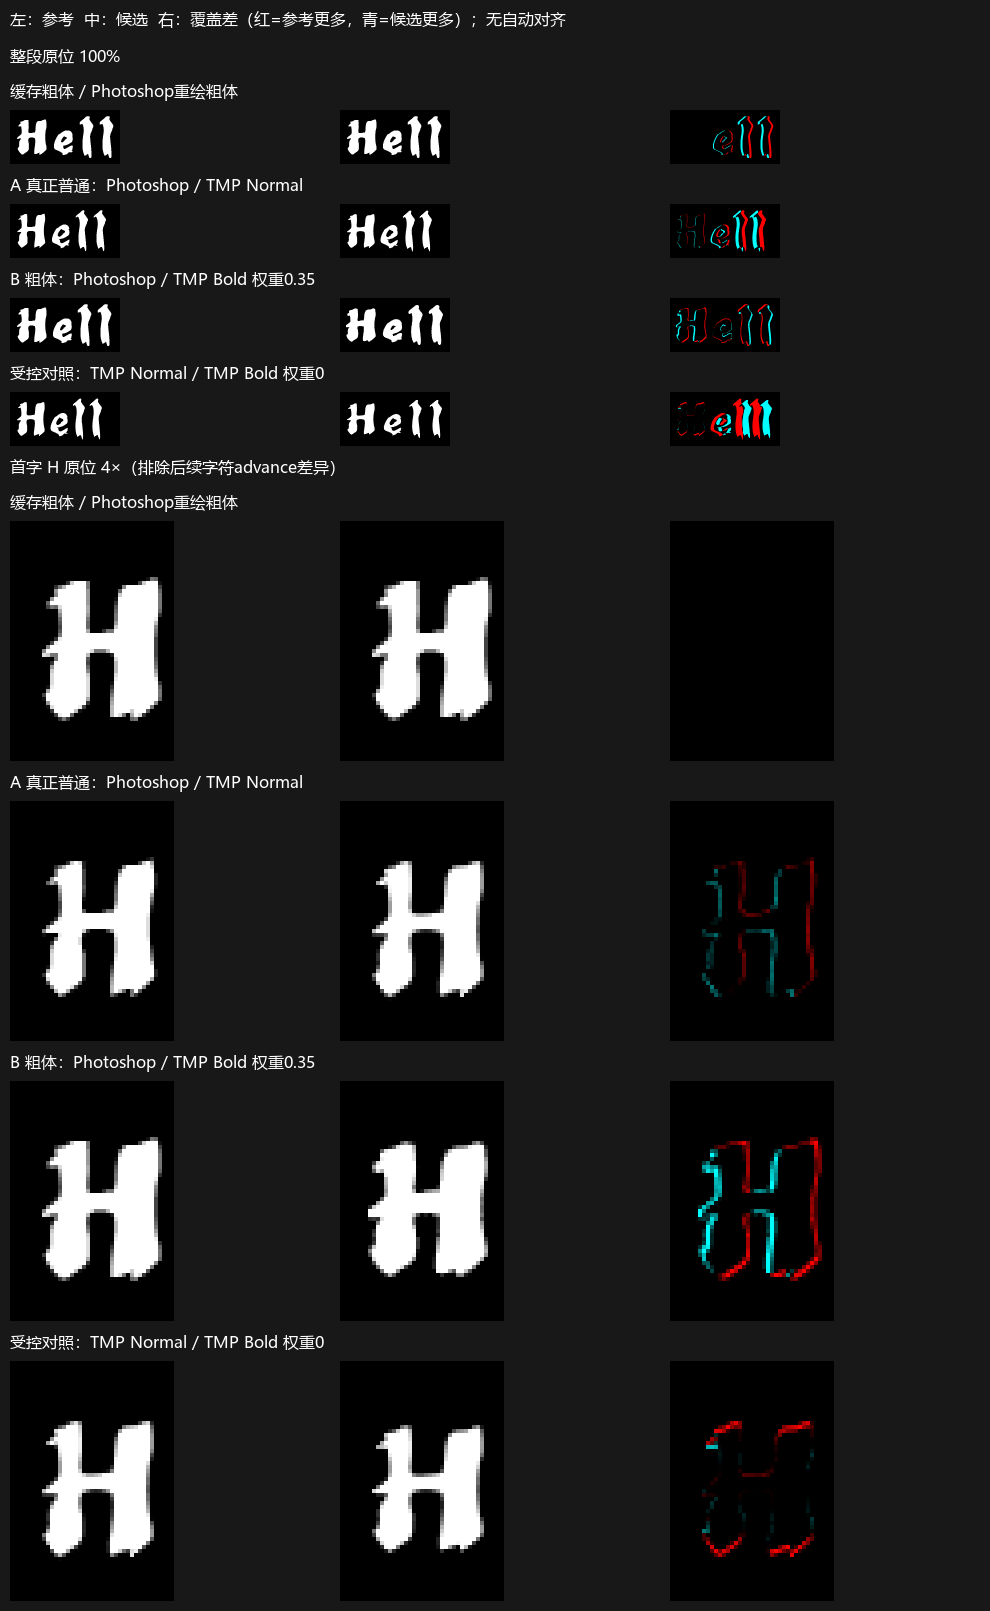 左：参考  中：候选  右：覆盖差（红=参考更多，青=候选更多）；无自动对齐
整段原位 100%
缓存粗体 / Photoshop重绘粗体
Hell Hell ell
A 真正普通：Photoshop / TMP Normal
Hell Hell Hell
B 粗体：Photoshop / TMP Bold 权重0.35
Hell Hell Hell
受控对照：TMP Normal / TMP Bold 权重0
Hell Hell Hell
首字 H 原位 4×（排除后续字符advance差异）
缓存粗体 / Photoshop重绘粗体
H H
A 真正普通：Photoshop / TMP Normal
H H H
B 粗体：Photoshop / TMP Bold 权重0.35
H H H
受控对照：TMP Normal / TMP Bold 权重0
H H H